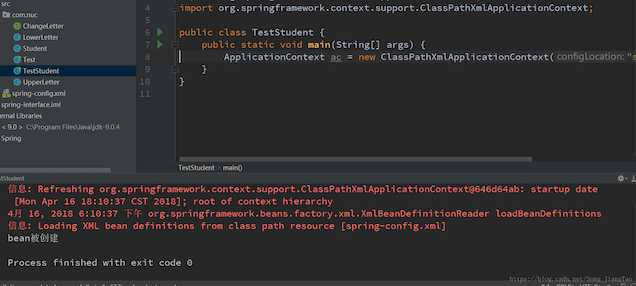 src
com.nuc
ChangeLetter
LowerLetter
Student
Test
TestStudent
UpperLetter
spring-config.xml
spring-interface.iml
ernal Libraries
< 9.0 > C:\Program Files\Java\jdk-9.0.4
Spring
4 import org.springframework.context.support.ClassPathXmlApplicationContext;
5
6 public class TestStudent {
7 public static void main(String[] args) {
8 ApplicationContext ac = new ClassPathXmlApplicationContext( configLocation:
9 }
10 }
11
TestStudent › main()
stStudent
信息: Refreshing org.springframework.context.support.ClassPathXmlApplicationContext@646d64ab: startup date
[Mon Apr 16 18:10:37 CST 2018]; root of context hierarchy
4月 16, 2018 6:10:37 下午 org.springframework.beans.factory.xml.XmlBeanDefinitionReader loadBeanDefinitions
信息: Loading XML bean definitions from class path resource [spring-config.xml]
bean被创建
Process finished with exit code 0
https://blog.csdn.net/Song_JiangTao